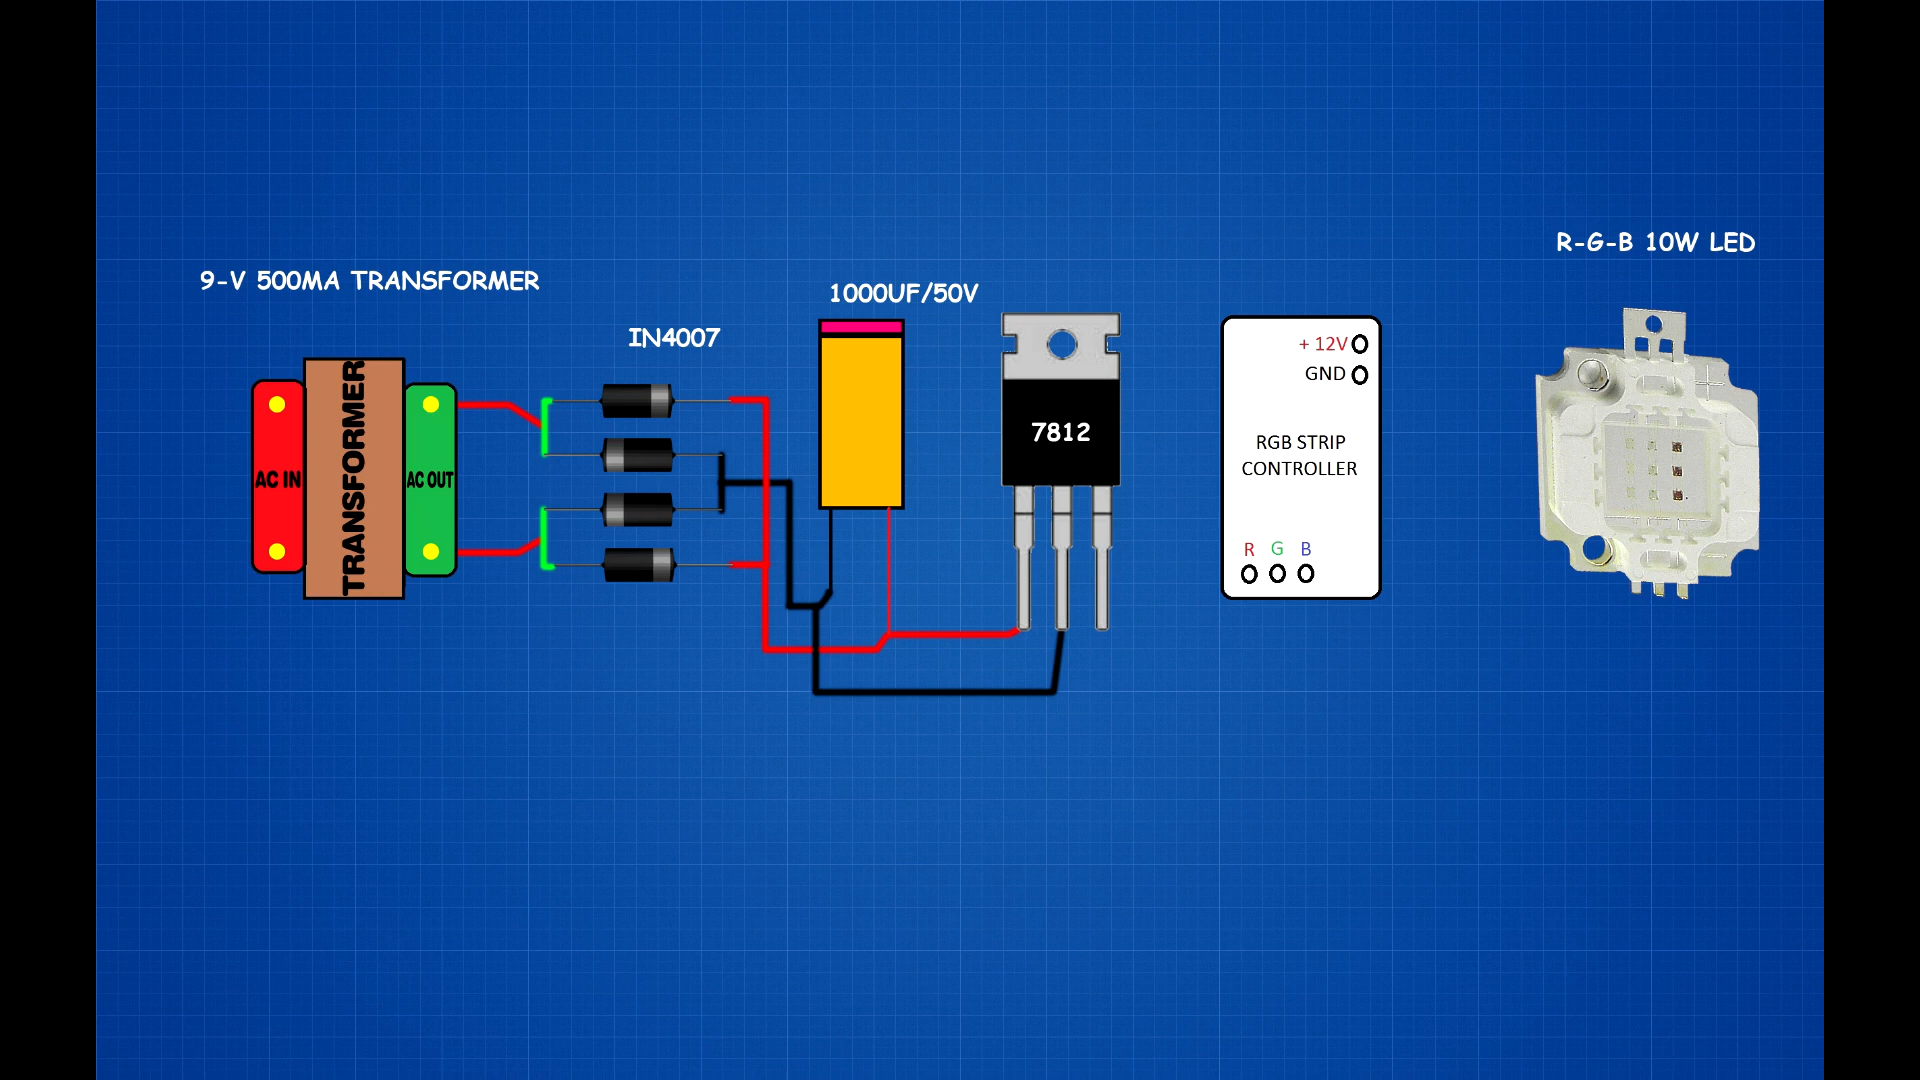 R-G-B 10W LED
9-V 500MA TRANSFORMER
1000UF/50V
IN4007
TRANSFORMER
AC IN
AC OUT
7812
+ 12V
GND
RGB STRIP
CONTROLLER
R G B